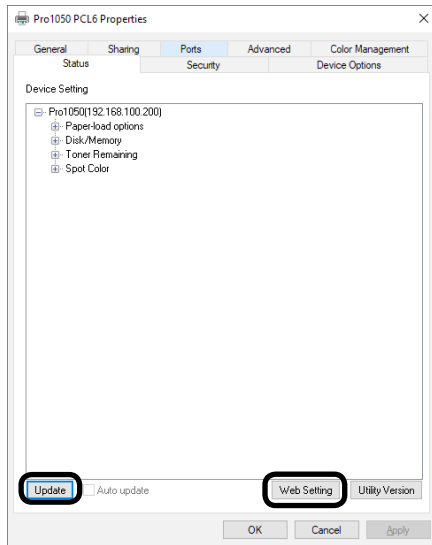 Pro1050 PCL6 Properties
General Sharing Ports Advanced Color Management
Status Security Device Options
Device Setting
Pro1050(192.168.100.200)
Paper-load options
Disk/Memory
Toner Remaining
Spot Color
Update Auto update Web Setting Utility Version
OK Cancel Apply